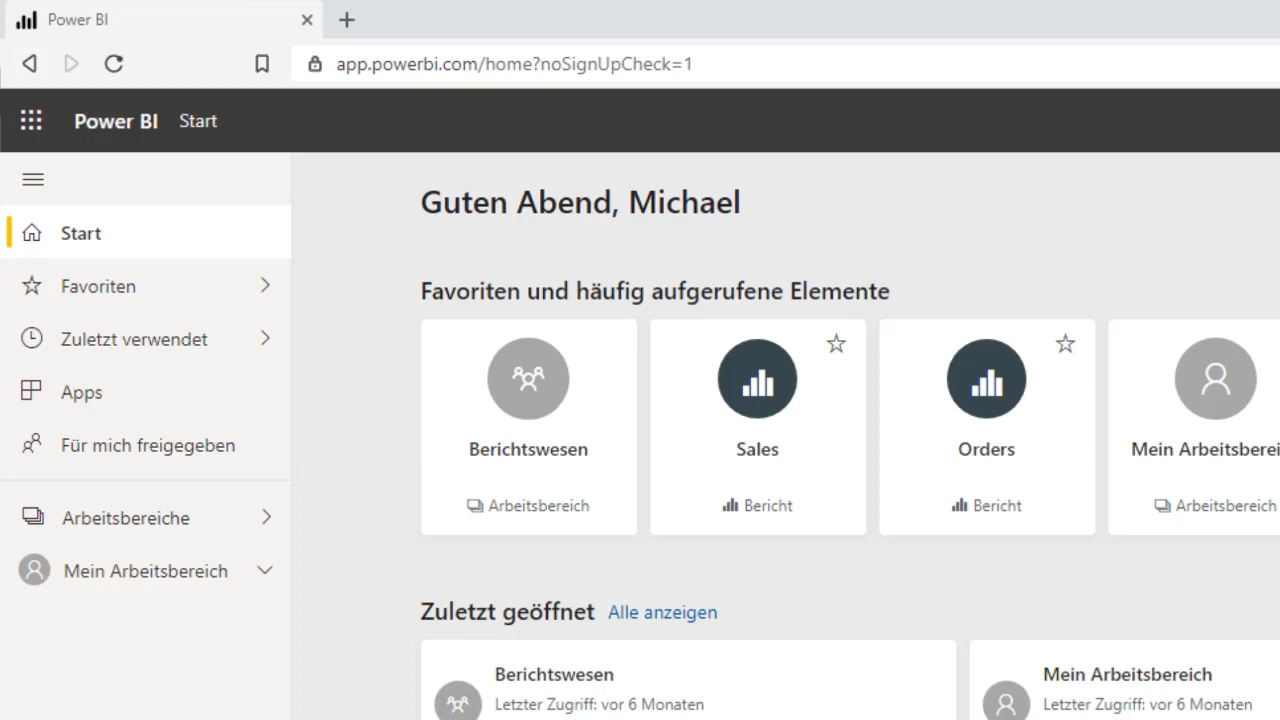 Power BI
app.powerbi.com/home?noSignUpCheck=1
Power BI Start
Guten Abend, Michael
Start
Favoriten
Zuletzt verwendet
Apps
Für mich freigegeben
Arbeitsbereiche
Mein Arbeitsbereich
Favoriten und häufig aufgerufene Elemente
Berichtswesen
Arbeitsbereich
Sales
Bericht
Orders
Bericht
Mein Arbeitsberei
Arbeitsbereich
Zuletzt geöffnet Alle anzeigen
Berichtswesen
Letzter Zugriff: vor 6 Monaten
Mein Arbeitsbereich
Letzter Zugriff: vor 6 Monaten